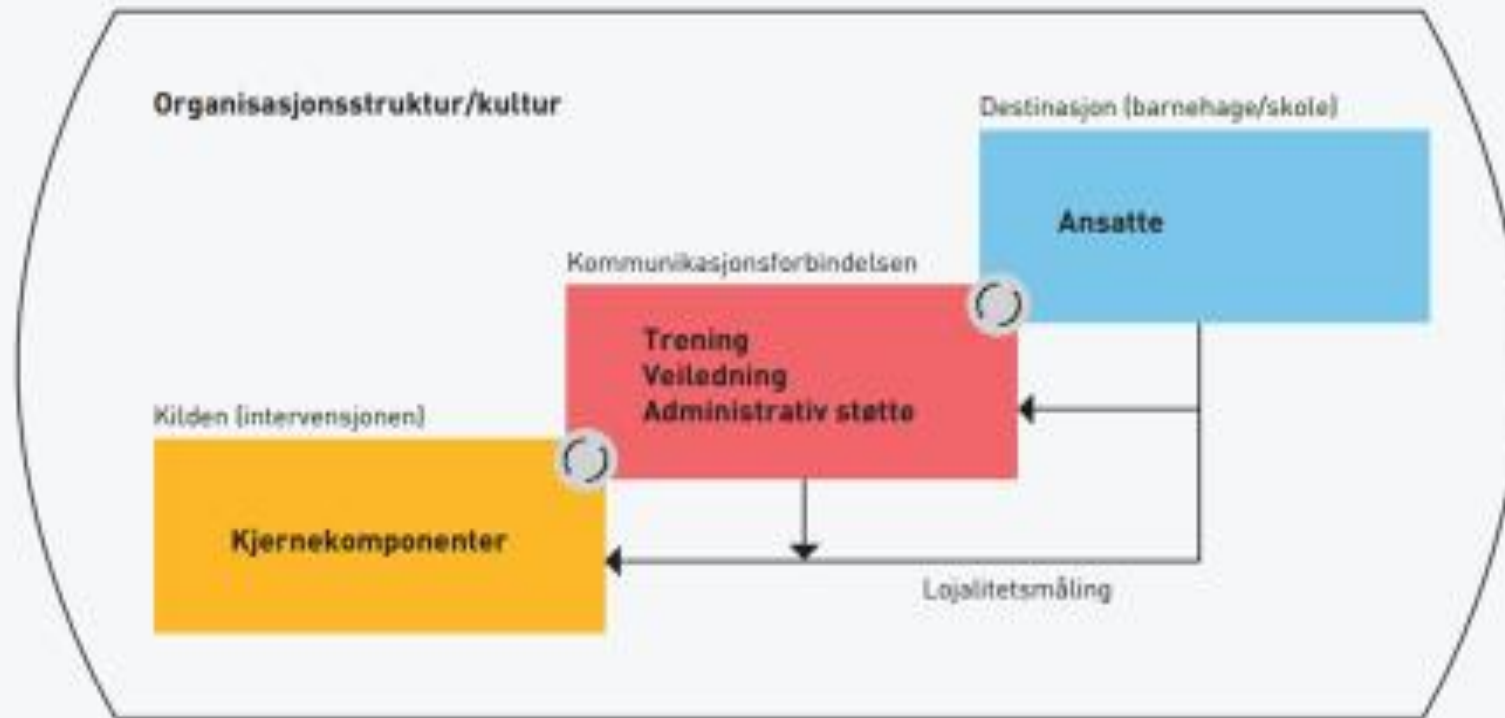 Organisasjonsstruktur/kultur
Destinasjon (barnehage/skole)
Ansatte
Kommunikasjonsforbindelsen
Trening
Veiledning
Administrativ støtte
Kilden (intervensjonen)
Kjernekomponenter
Lojalitetsmåling